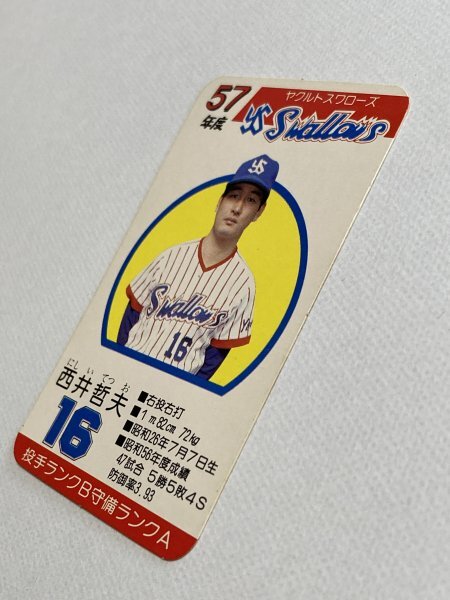 57
年度
ヤクルトスワローズ
YS Swallows
YS
Swallows
16
にし い てつ お
西井哲夫
16
■右投右打
■1m82cm 72kg
■昭和26年7月7日生
■昭和56年度成績
47試合 5勝5敗4S
防御率3.93
投手ランクB守備ランクA